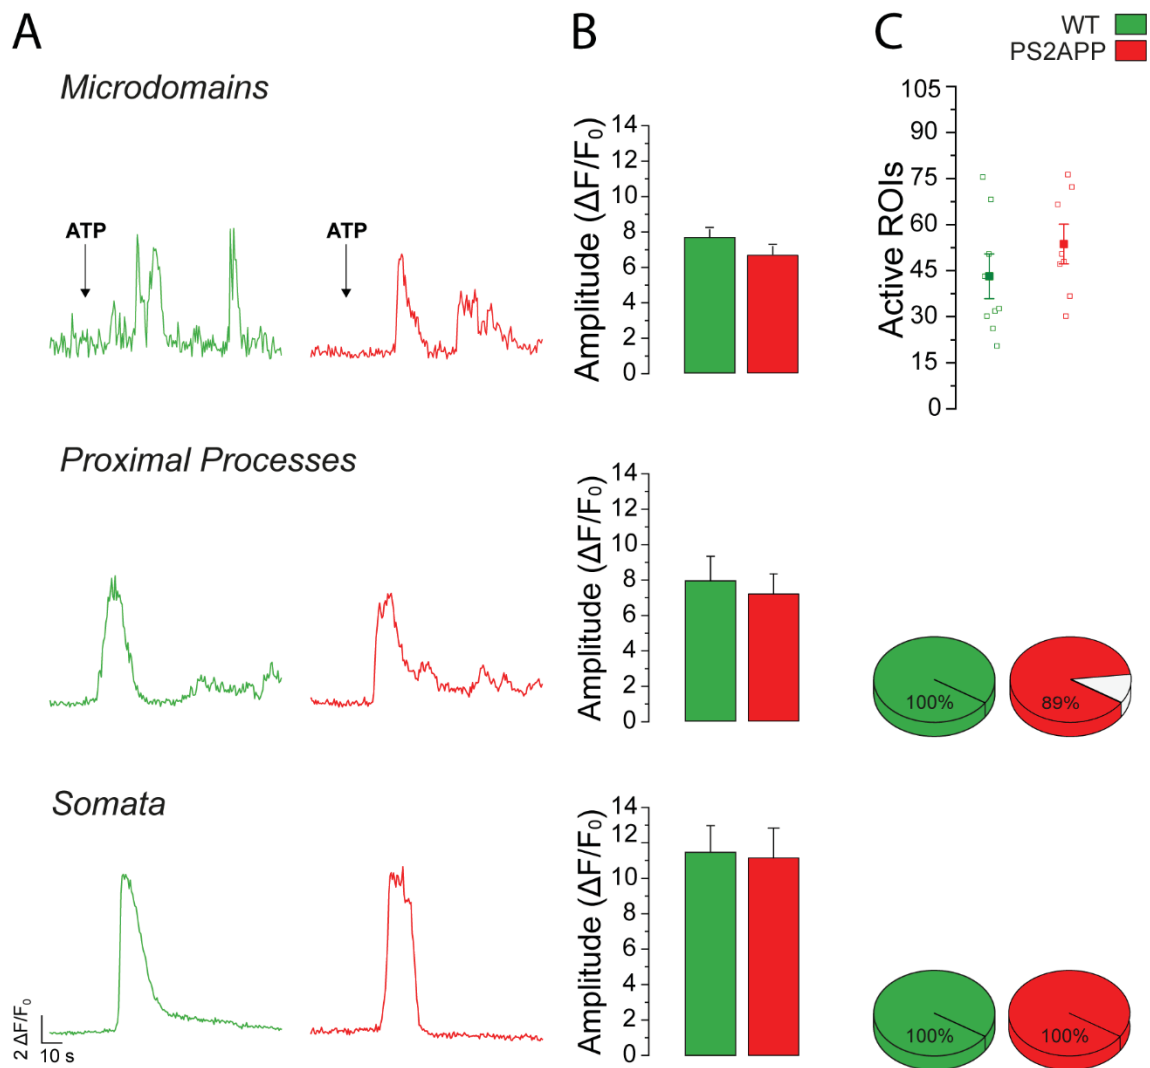 A
B
C
WT
PS2APP
Microdomains
ATP
ATP
Amplitude (ΔF/F₀)
14
12
10
8
6
4
2
0
Active ROIs
105
90
75
60
45
30
15
0
Proximal Processes
Amplitude (ΔF/F₀)
14
12
10
8
6
4
2
0
100%
89%
Somata
2 ΔF/F₀
10 s
Amplitude (ΔF/F₀)
14
12
10
8
6
4
2
0
100%
100%